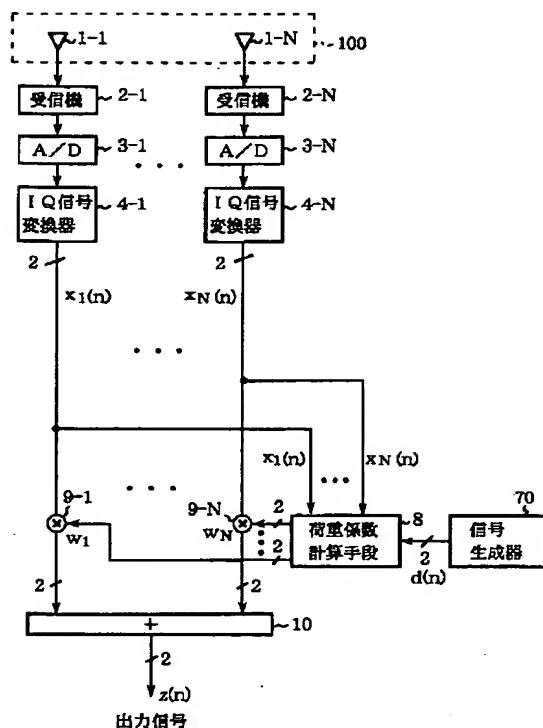 1-1 1-N 100
受信機 2-1 受信機 2-N
A/D 3-1 A/D 3-N
IQ信号 IQ信号
変換器 4-1 変換器 4-N
2 2
x1(n) xN(n)
x1(n) xN(n)
9-1 9-N 2 荷重係数 8 70 信号
w1 wN 2 計算手段 2 生成器
d(n)
2 2
+ 10
2
z(n)
出力信号